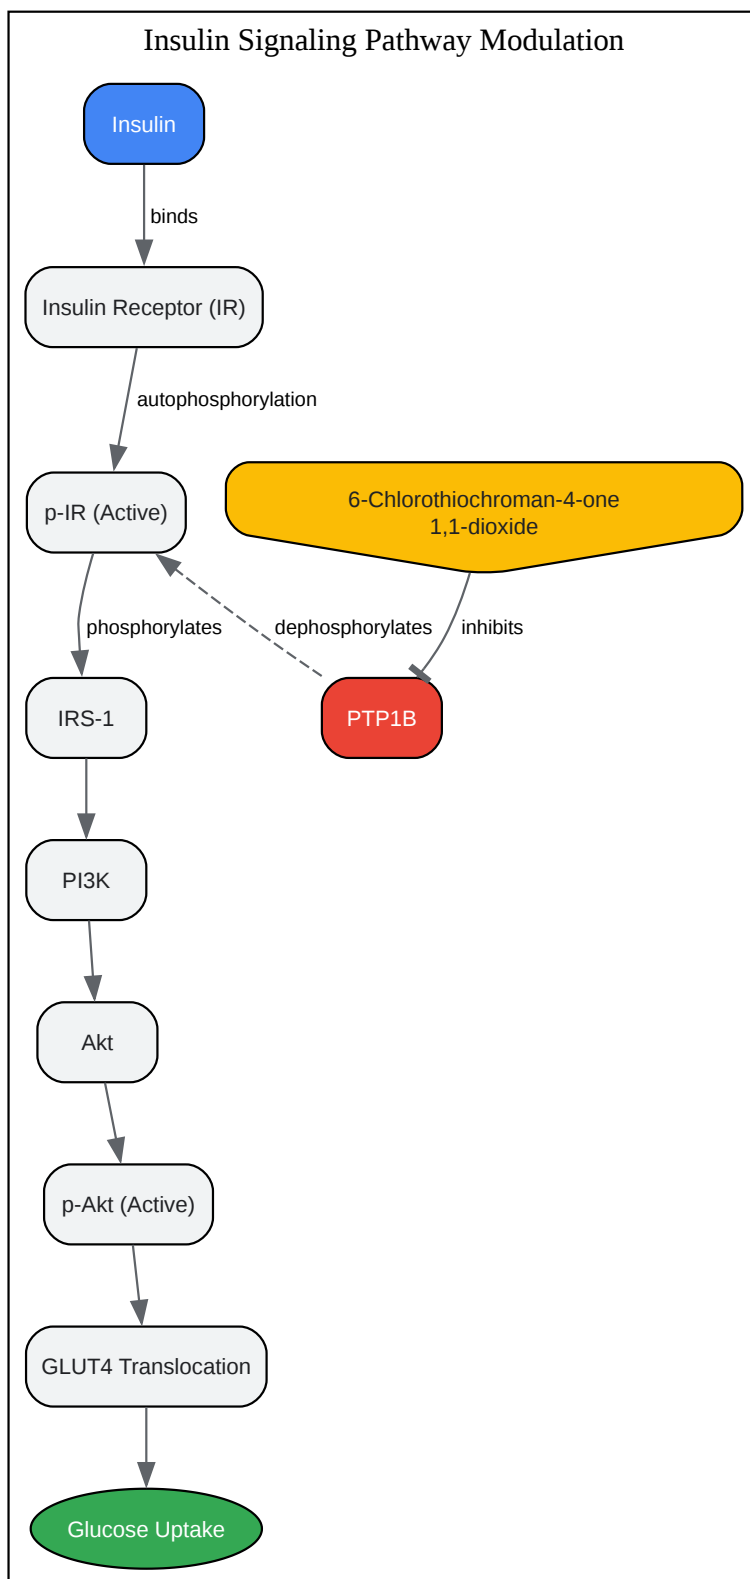 Insulin Signaling Pathway Modulation
Insulin
binds
Insulin Receptor (IR)
autophosphorylation
p-IR (Active)
6-Chlorothiochroman-4-one
1,1-dioxide
phosphorylates
dephosphorylates
inhibits
IRS-1
PTP1B
PI3K
Akt
p-Akt (Active)
GLUT4 Translocation
Glucose Uptake